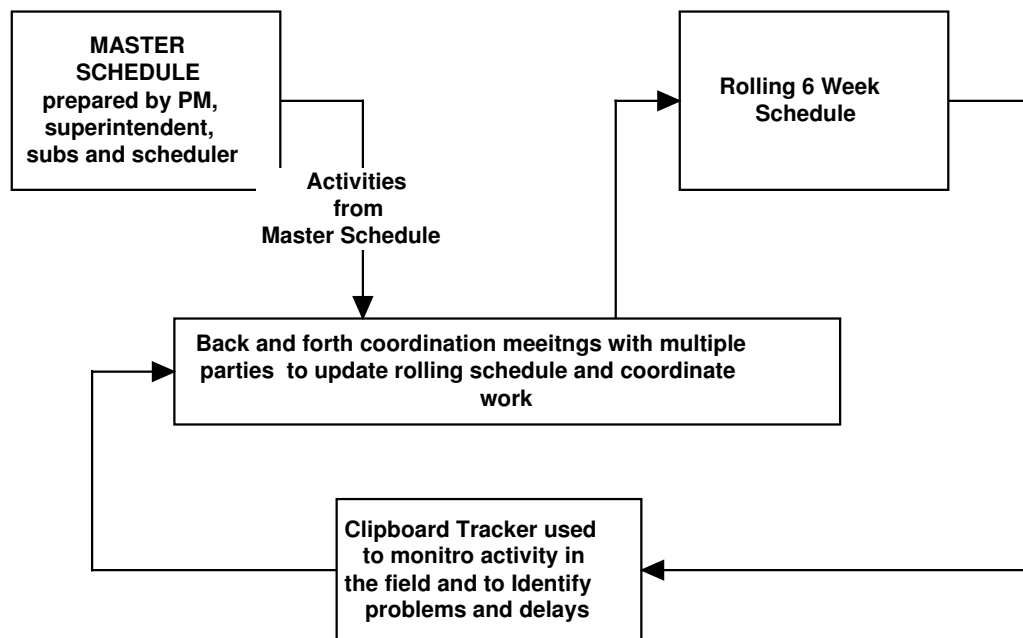 MASTER
SCHEDULE
prepared by PM,
superintendent,
subs and scheduler
Activities
from
Master Schedule
Rolling 6 Week
Schedule
Back and forth coordination meeitngs with multiple
parties to update rolling schedule and coordinate
work
Clipboard Tracker used
to monitro activity in
the field and to Identify
problems and delays